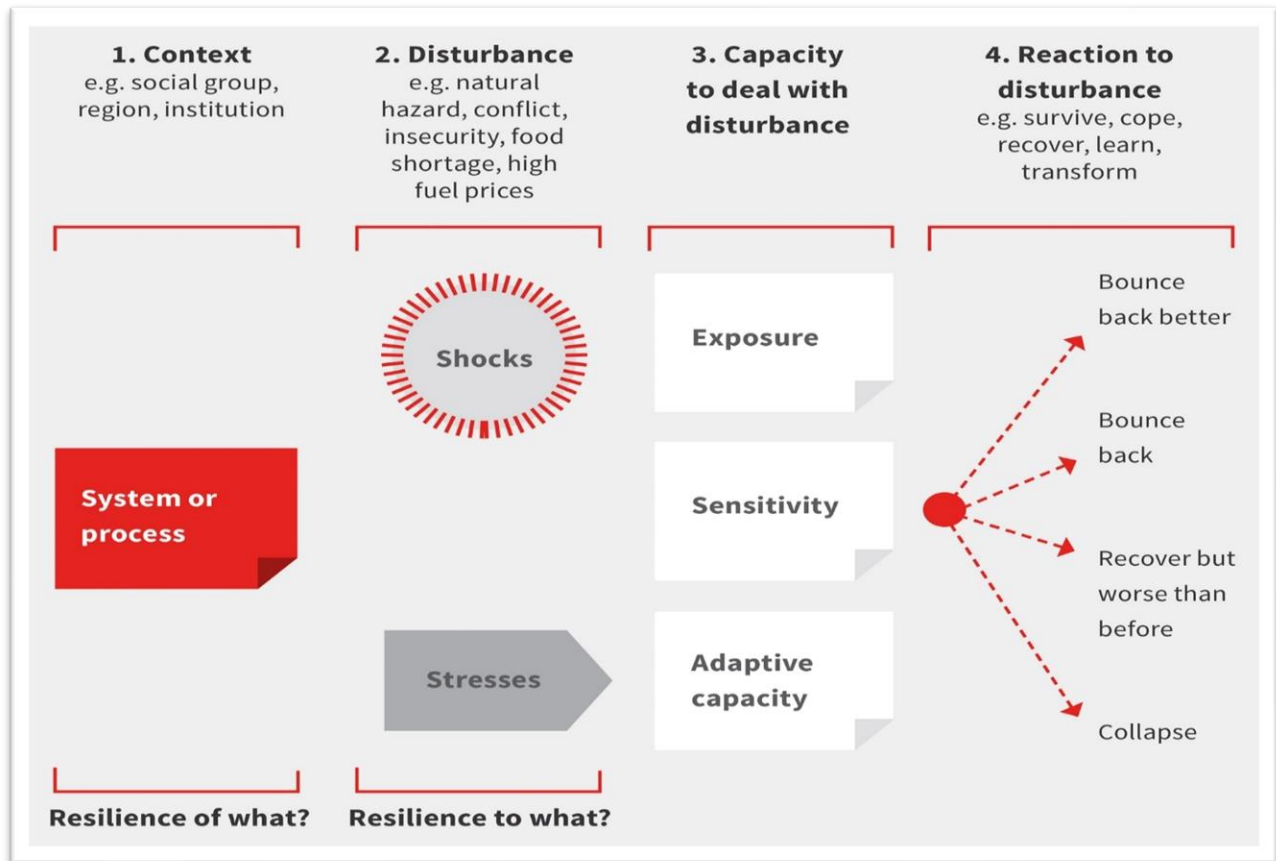 1. Context
e.g. social group,
region, institution
2. Disturbance
e.g. natural
hazard, conflict,
insecurity, food
shortage, high
fuel prices
3. Capacity
to deal with
disturbance
4. Reaction to
disturbance
e.g. survive, cope,
recover, learn,
transform
System or
process
Shocks
Stresses
Exposure
Sensitivity
Adaptive
capacity
Bounce
back better
Bounce
back
Recover but
worse than
before
Collapse
Resilience of what?
Resilience to what?